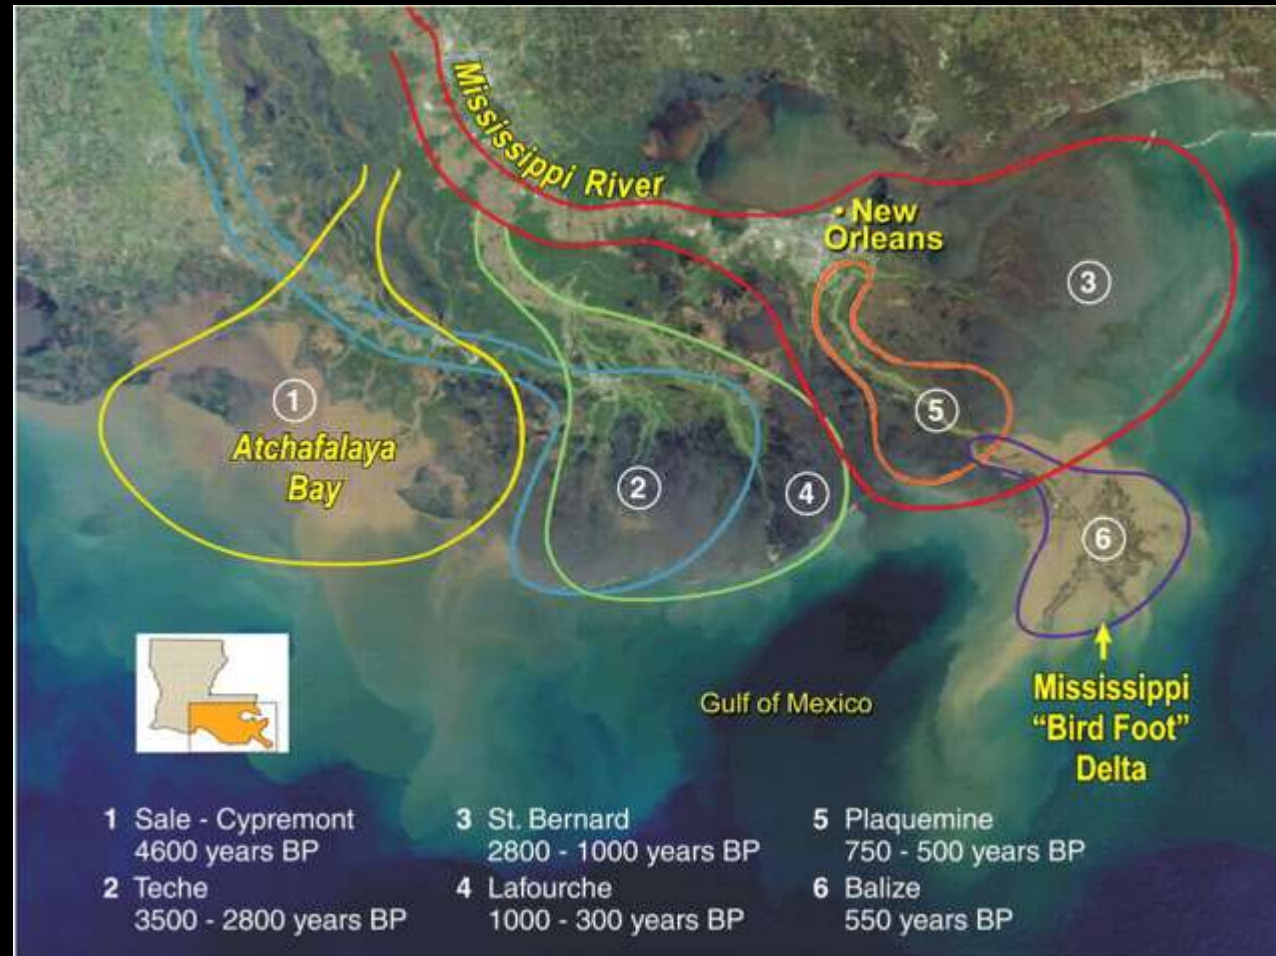 Mississippi River
• New
Orleans
3
1
5
Atchafalaya
Bay
2
4
6
Mississippi
“Bird Foot”
Delta
Gulf of Mexico
1 Sale - Cypremont
4600 years BP
2 Teche
3500 - 2800 years BP
3 St. Bernard
2800 - 1000 years BP
4 Lafourche
1000 - 300 years BP
5 Plaquemine
750 - 500 years BP
6 Balize
550 years BP